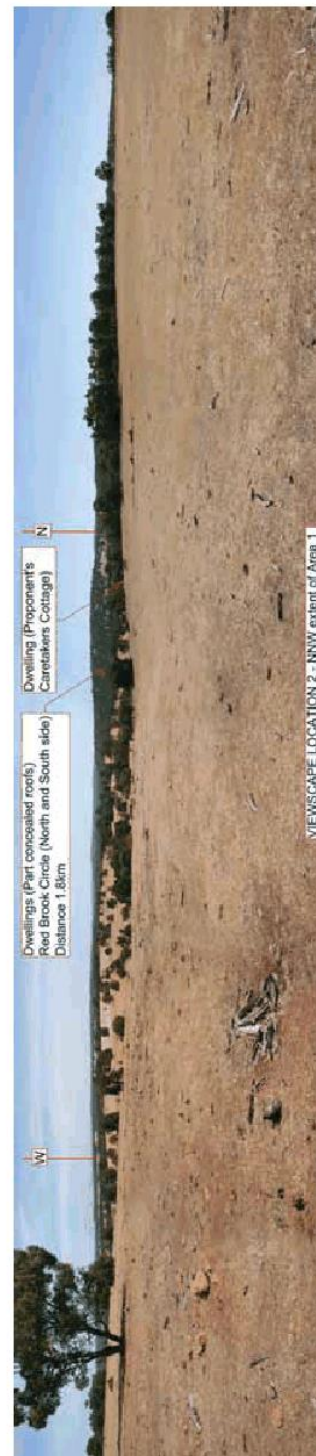 Dwellings (Part concealed roofs)
Red Brook Circle (North and South side)
Distance 1.8km
Dwelling (Proponent's
Caretakers Cottage)
W
N
VIEWSCAPE LOCATION 2 - NNW extent of Area 1